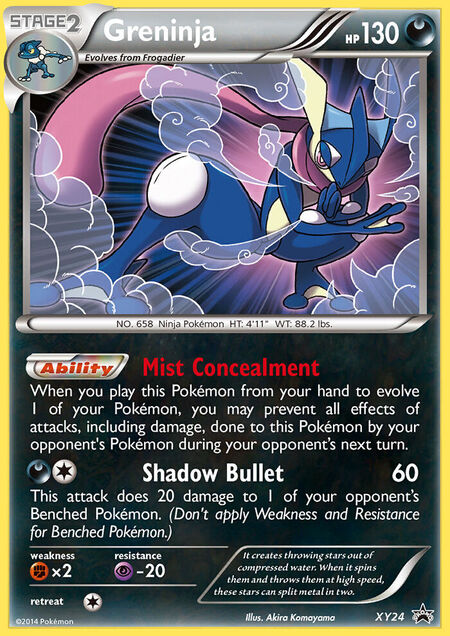 STAGE2
Greninja
HP 130
Evolves from Frogadier
NO. 658 Ninja Pokémon HT: 4'11" WT: 88.2 lbs.
Ability Mist Concealment
When you play this Pokémon from your hand to evolve
1 of your Pokémon, you may prevent all effects of
attacks, including damage, done to this Pokémon by your
opponent's Pokémon during your opponent's next turn.
Shadow Bullet 60
This attack does 20 damage to 1 of your opponent's
Benched Pokémon. (Don't apply Weakness and Resistance
for Benched Pokémon.)
weakness resistance
×2 -20
It creates throwing stars out of
compressed water. When it spins
them and throws them at high speed,
these stars can split metal in two.
retreat
©2014 Pokémon
Illus. Akira Komayama
XY24